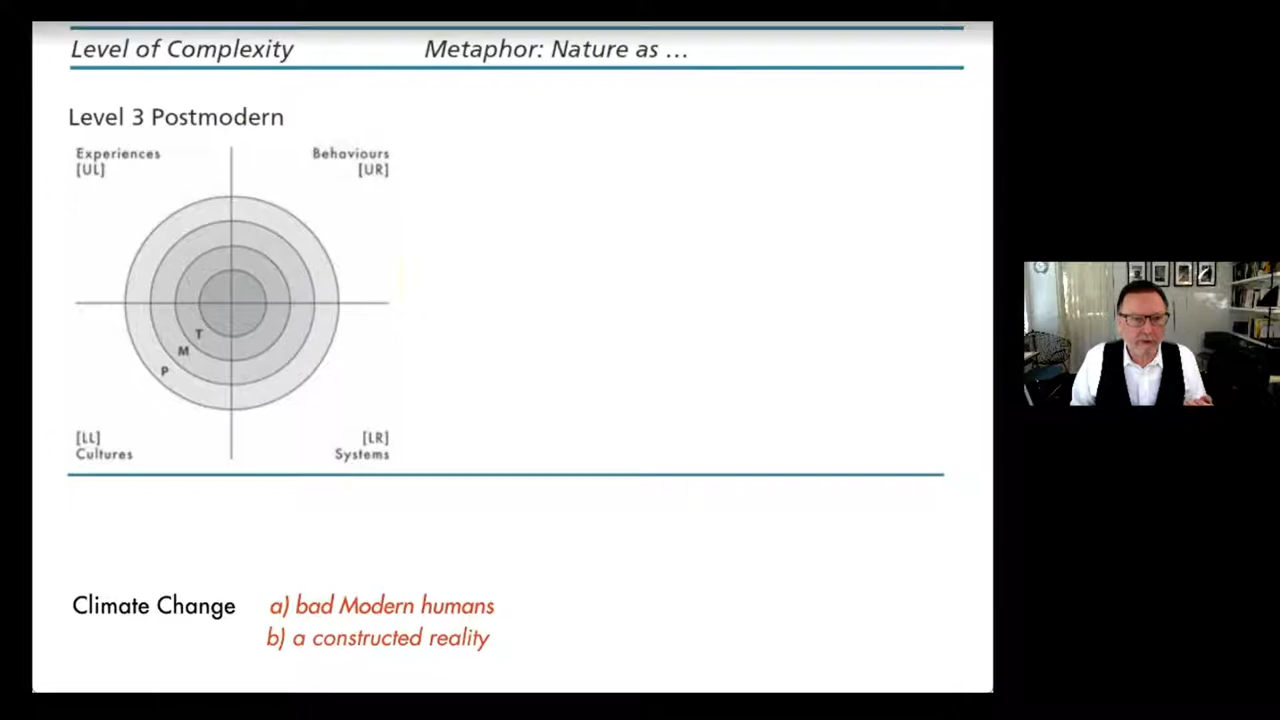 Level of Complexity Metaphor: Nature as ...
Level 3 Postmodern
Experiences Behaviours
[UL] [UR]
T
M
P
[LL] [LR]
Cultures Systems
Climate Change a) bad Modern humans
b) a constructed reality